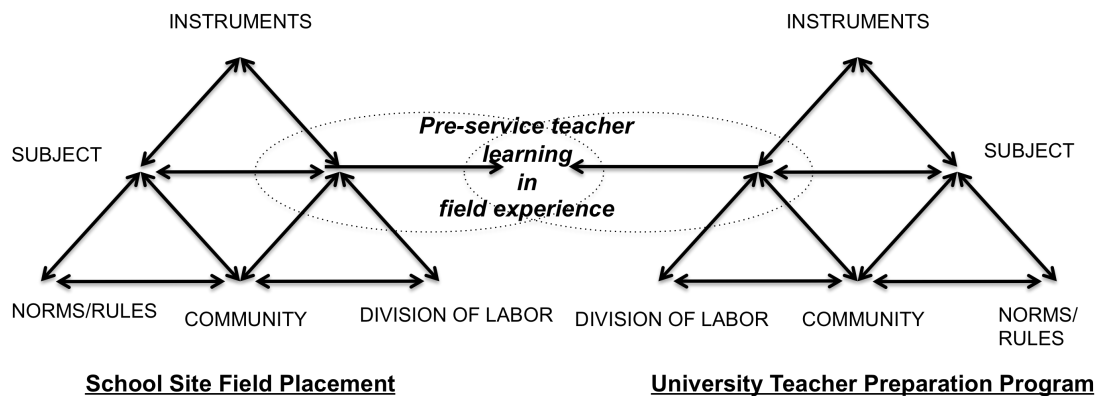 INSTRUMENTS
INSTRUMENTS
Pre-service teacher
learning
in
field experience
SUBJECT
SUBJECT
NORMS/RULES
COMMUNITY
DIVISION OF LABOR
DIVISION OF LABOR
COMMUNITY
NORMS/
RULES
School Site Field Placement
University Teacher Preparation Program